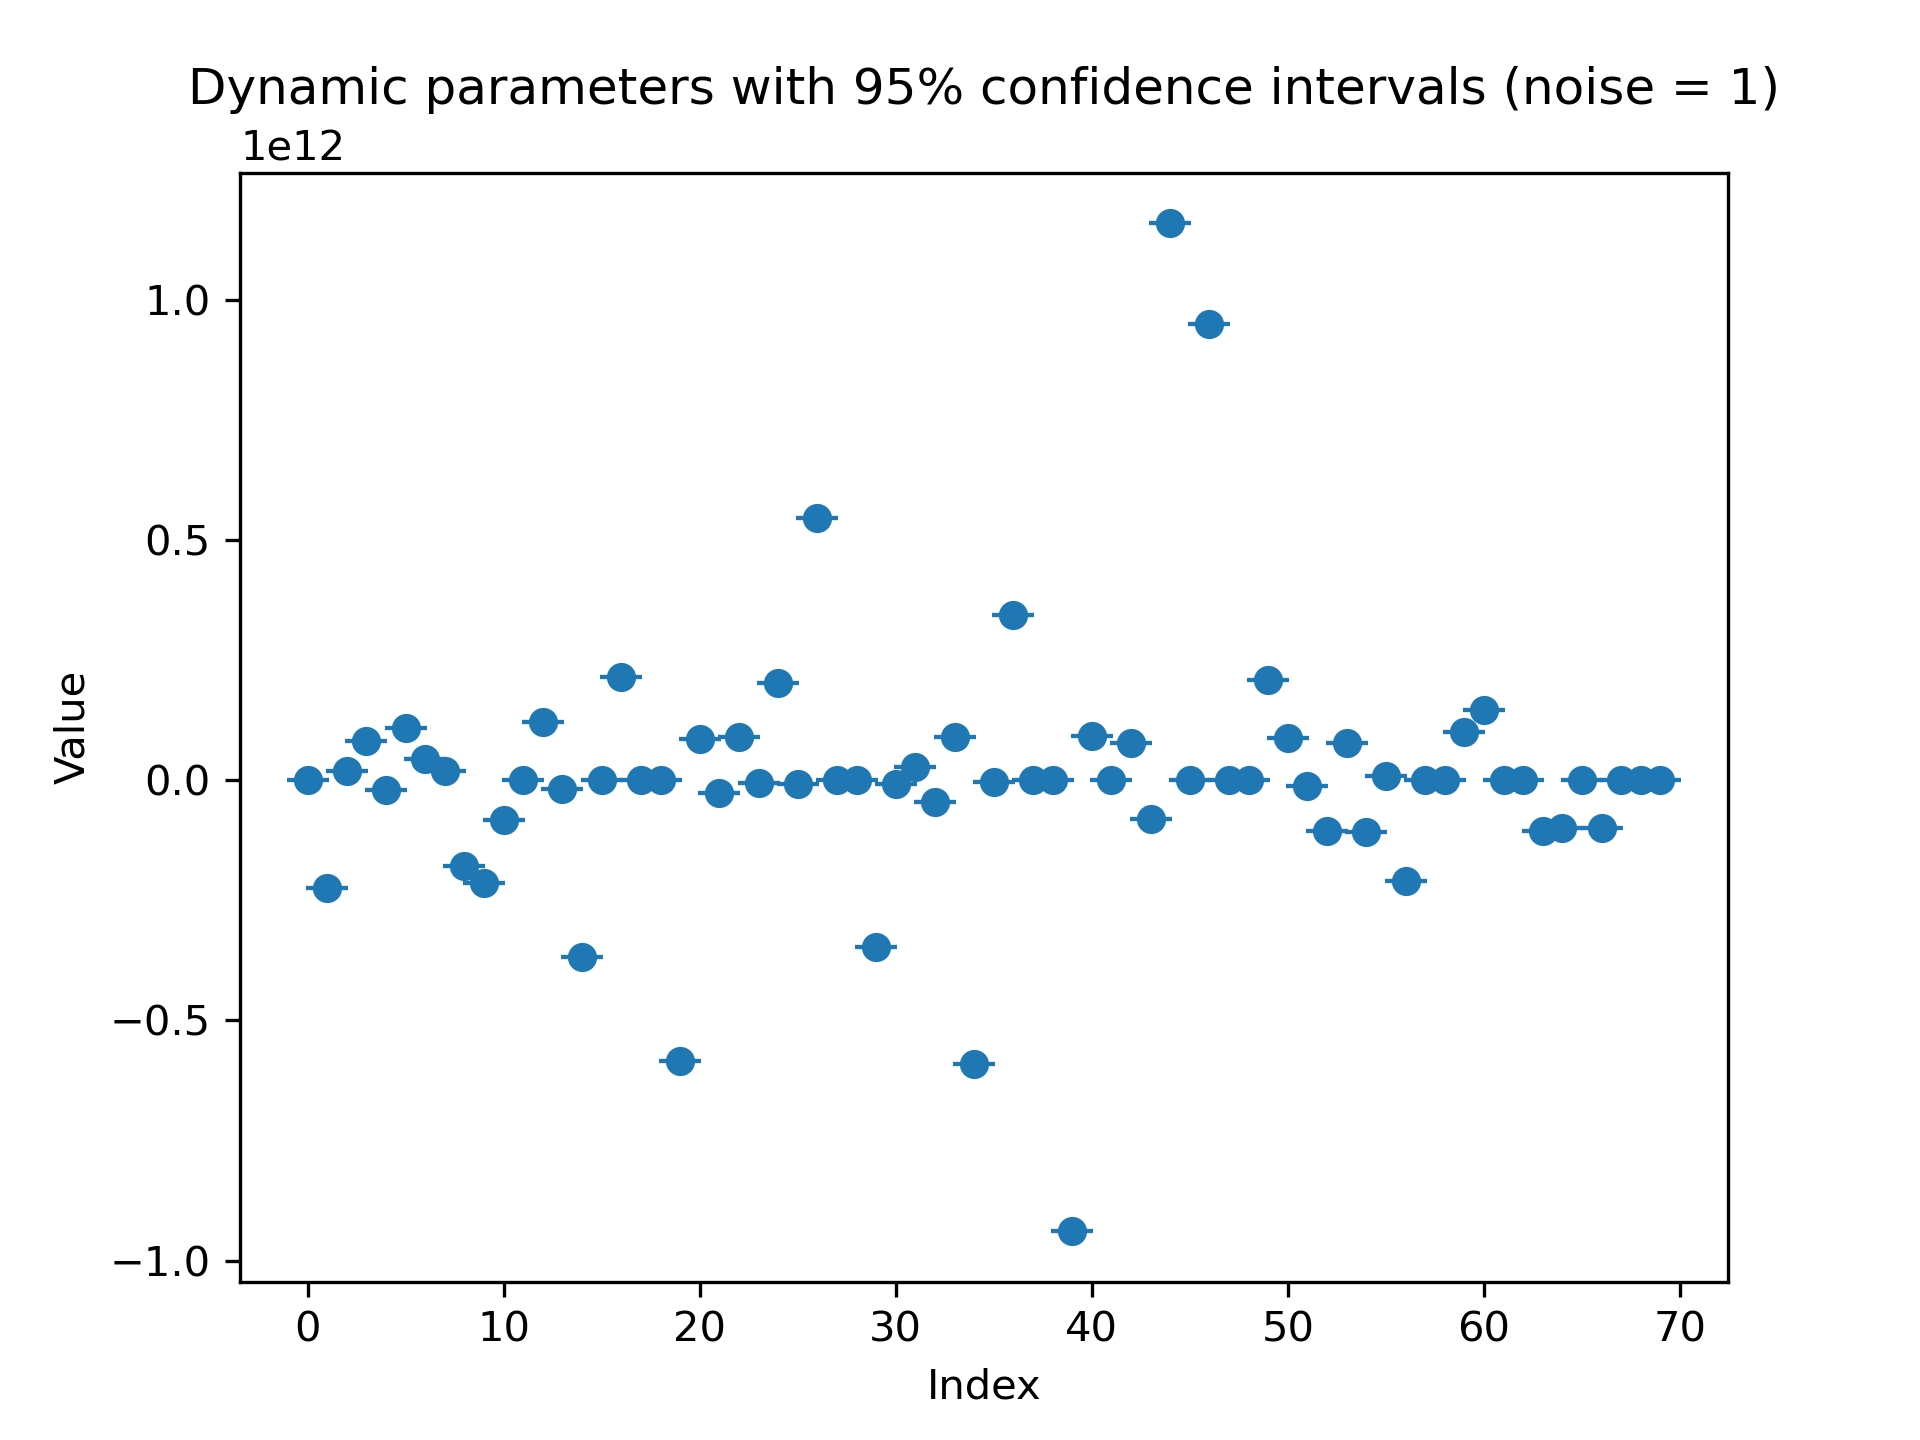 Dynamic parameters with 95% confidence intervals (noise = 1)
1e12
1.0
0.5
0.0
−0.5
−1.0
Value
0 10 20 30 40 50 60 70
Index